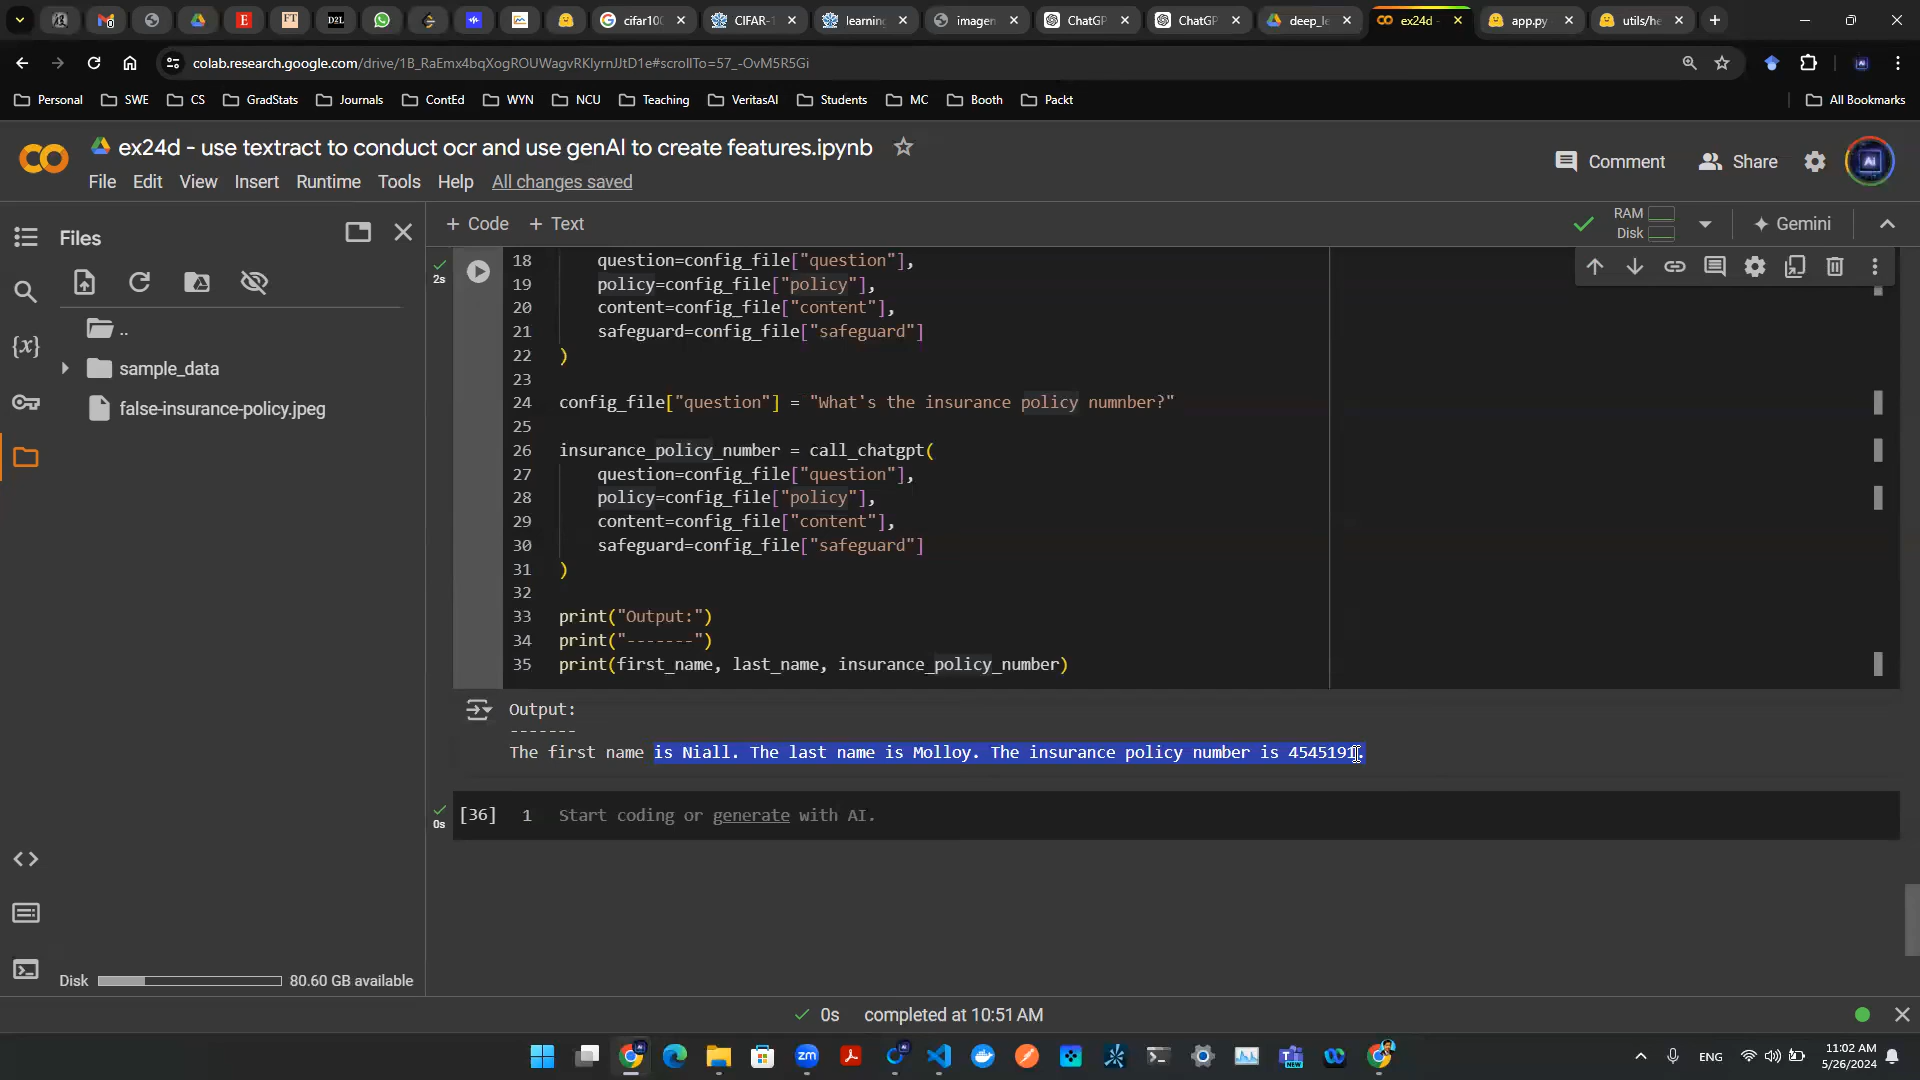 cifar100
CIFAR-1
learning
imagen
ChatGP
ChatGP
deep_le
ex24d -
app.py
utils/he
colab.research.google.com/drive/1B_RaEmx4bqXogROUWagvRKlyrnJJtD1e#scrollTo=57_-OvM5R5Gi
Personal SWE CS GradStats Journals ContEd WYN NCU Teaching VeritasAI Students MC Booth Packt All Bookmarks
ex24d - use textract to conduct ocr and use genAI to create features.ipynb
Comment Share
File Edit View Insert Runtime Tools Help All changes saved
+ Code + Text
RAM
Disk
Gemini
Files
..
sample_data
false-insurance-policy.jpeg
2s
18 question=config_file["question"],
19 policy=config_file["policy"],
20 content=config_file["content"],
21 safeguard=config_file["safeguard"]
22 )
23
24 config_file["question"] = "What's the insurance policy numnber?"
25
26 insurance_policy_number = call_chatgpt(
27 question=config_file["question"],
28 policy=config_file["policy"],
29 content=config_file["content"],
30 safeguard=config_file["safeguard"]
31 )
32
33 print("Output:")
34 print("-------")
35 print(first_name, last_name, insurance_policy_number)
Output:
-------
The first name is Niall. The last name is Molloy. The insurance policy number is 4545191.
0s
[36] 1 Start coding or generate with AI.
Disk 80.60 GB available
0s completed at 10:51 AM
ENG
11:02 AM
5/26/2024